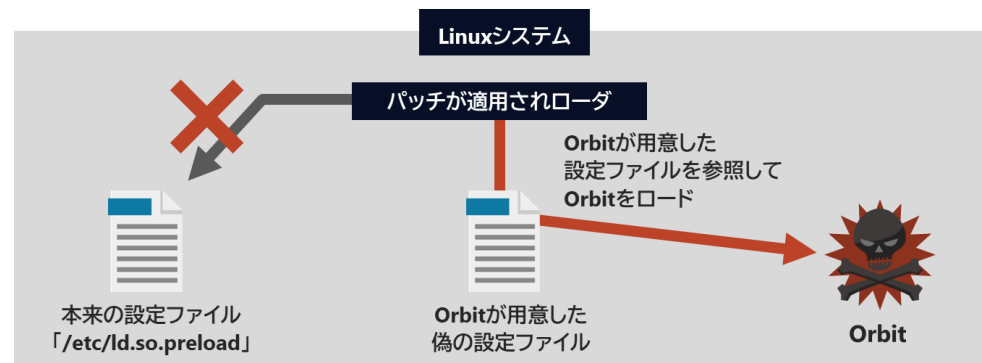 Linuxシステム
パッチが適用されローダ
Orbitが用意した
設定ファイルを参照して
Orbitをロード
本来の設定ファイル
「/etc/ld.so.preload」
Orbitが用意した
偽の設定ファイル
Orbit